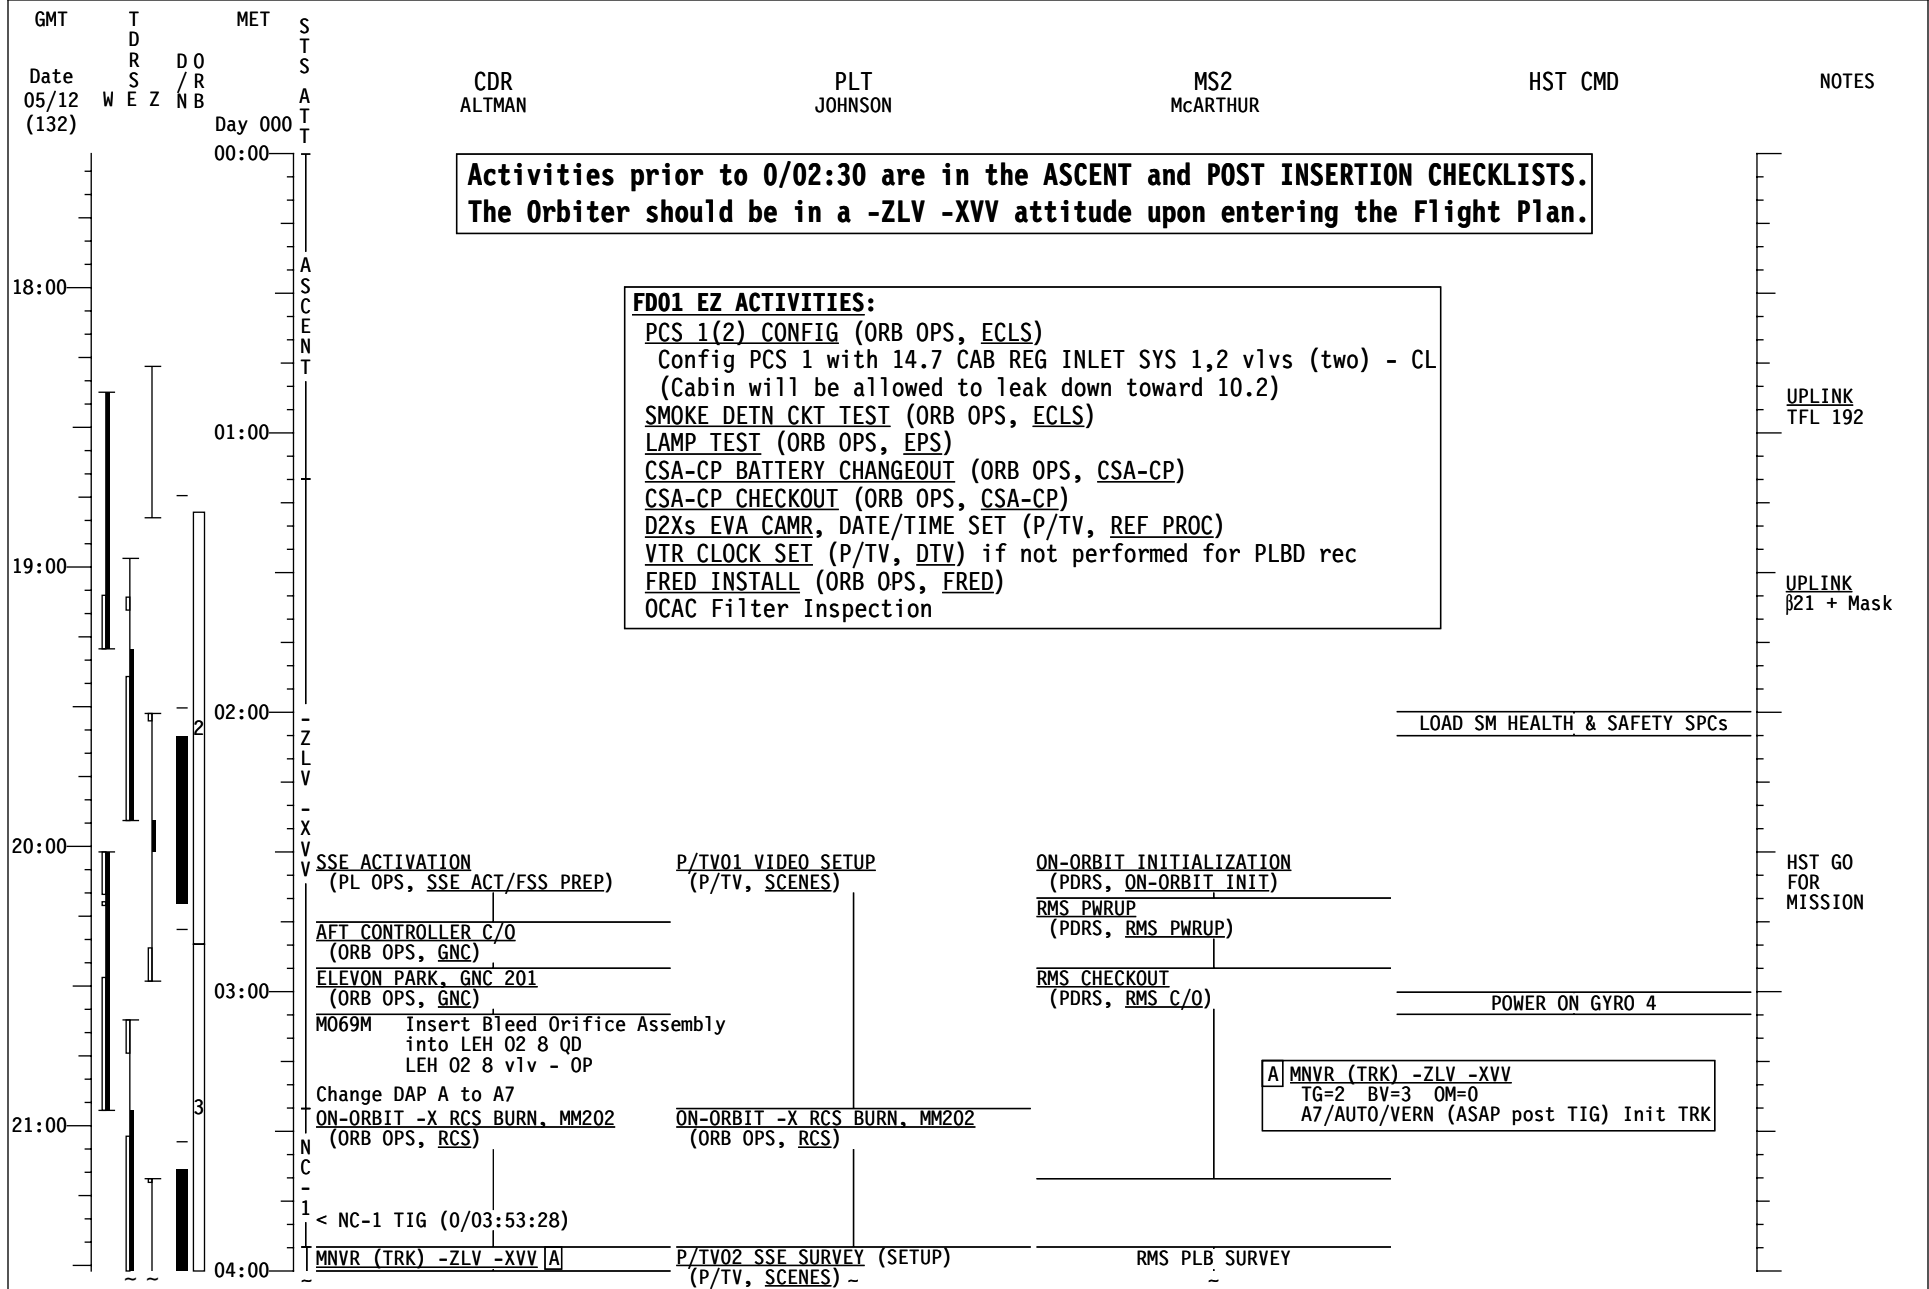 GMT
TDRS
MET
STS ATT
Date
05/12
(132)
W E Z
D/N
ORB
Day 000
CDR
ALTMAN
PLT
JOHNSON
MS2
McARTHUR
HST CMD
NOTES
00:00
Activities prior to 0/02:30 are in the ASCENT and POST INSERTION CHECKLISTS.
The Orbiter should be in a -ZLV -XVV attitude upon entering the Flight Plan.
ASCENT
18:00
FD01 EZ ACTIVITIES:
PCS 1(2) CONFIG (ORB OPS, ECLS)
Config PCS 1 with 14.7 CAB REG INLET SYS 1,2 vlvs (two) - CL
(Cabin will be allowed to leak down toward 10.2)
SMOKE DETN CKT TEST (ORB OPS, ECLS)
LAMP TEST (ORB OPS, EPS)
CSA-CP BATTERY CHANGEOUT (ORB OPS, CSA-CP)
CSA-CP CHECKOUT (ORB OPS, CSA-CP)
D2Xs EVA CAMR, DATE/TIME SET (P/TV, REF PROC)
VTR CLOCK SET (P/TV, DTV) if not performed for PLBD rec
FRED INSTALL (ORB OPS, FRED)
OCAC Filter Inspection
UPLINK
TFL 192
01:00
19:00
UPLINK
β21 + Mask
02:00
2
-ZLV -XVV
LOAD SM HEALTH & SAFETY SPCs
20:00
SSE ACTIVATION
(PL OPS, SSE ACT/FSS PREP)
P/TV01 VIDEO SETUP
(P/TV, SCENES)
ON-ORBIT INITIALIZATION
(PDRS, ON-ORBIT INIT)
HST GO
FOR
MISSION
RMS PWRUP
(PDRS, RMS PWRUP)
AFT CONTROLLER C/O
(ORB OPS, GNC)
ELEVON PARK, GNC 201
(ORB OPS, GNC)
RMS CHECKOUT
(PDRS, RMS C/O)
03:00
POWER ON GYRO 4
MO69M Insert Bleed Orifice Assembly
into LEH O2 8 QD
LEH O2 8 vlv - OP
A MNVR (TRK) -ZLV -XVV
TG=2 BV=3 OM=0
A7/AUTO/VERN (ASAP post TIG) Init TRK
Change DAP A to A7
3
21:00
ON-ORBIT -X RCS BURN, MM202
(ORB OPS, RCS)
ON-ORBIT -X RCS BURN, MM202
(ORB OPS, RCS)
NC-1
< NC-1 TIG (0/03:53:28)
MNVR (TRK) -ZLV -XVV A
P/TV02 SSE SURVEY (SETUP)
(P/TV, SCENES) ~
RMS PLB SURVEY
~
04:00
~ ~
~